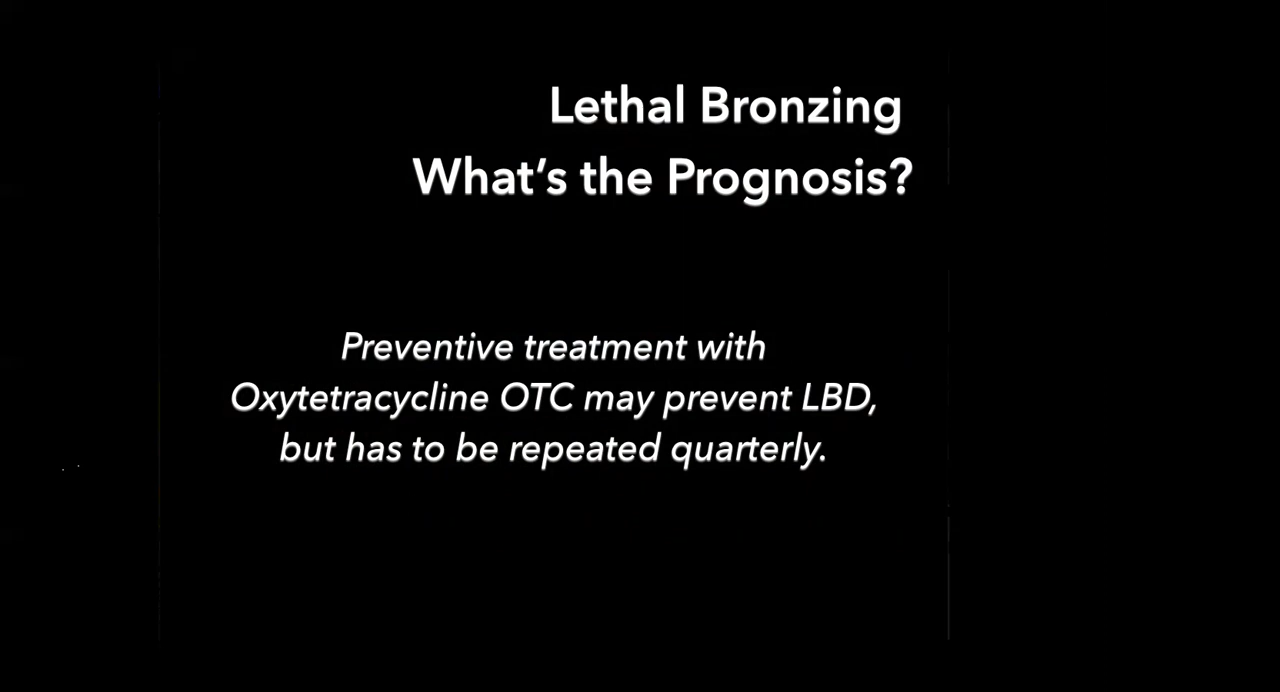 Lethal Bronzing
What’s the Prognosis?
Preventive treatment with
Oxytetracycline OTC may prevent LBD,
but has to be repeated quarterly.